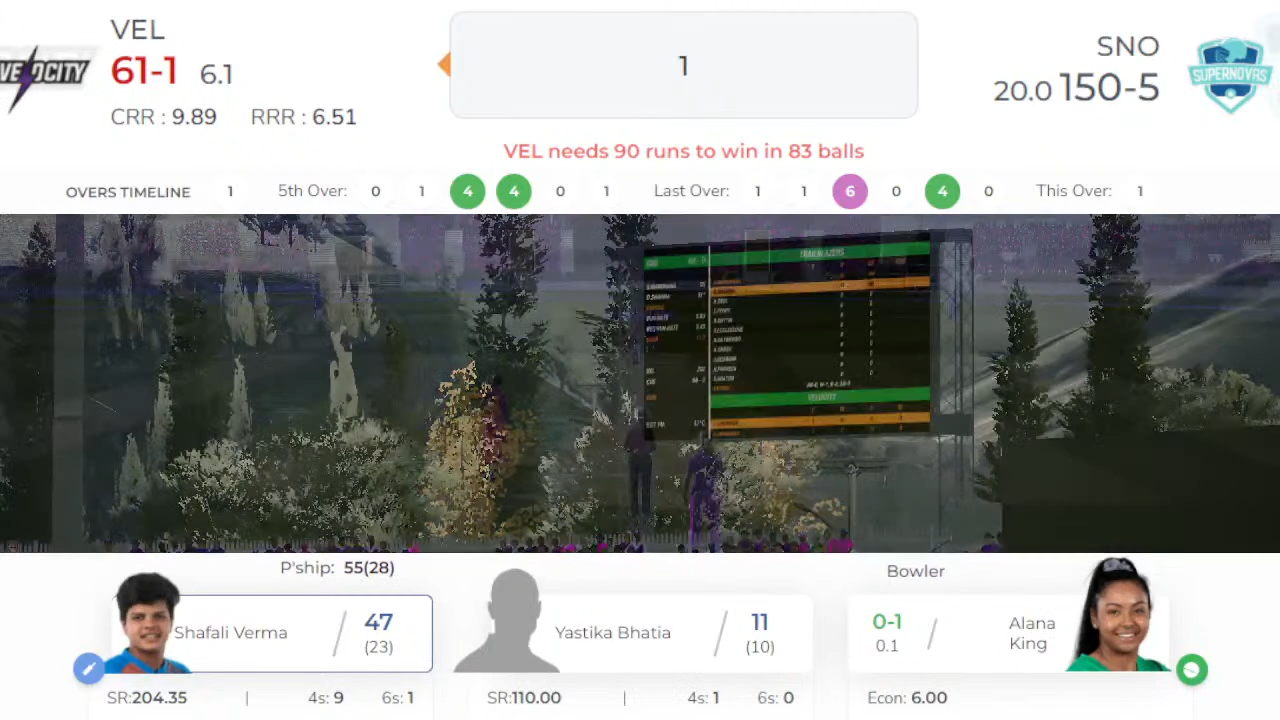 VEL
61-1 6.1
CRR : 9.89 RRR : 6.51
VELOCITY
1
SNO
20.0 150-5
SUPERNOVAS
VEL needs 90 runs to win in 83 balls
OVERS TIMELINE 1 5th Over: 0 1 4 4 0 1 Last Over: 1 1 6 0 4 0 This Over: 1
VELOCITY
P'ship: 55(28)
Shafali Verma 47
(23)
SR:204.35 | 4s: 9 6s: 1
Yastika Bhatia 11
(10)
SR:110.00 | 4s: 1 6s: 0
Bowler
0-1
0.1
Alana
King
Econ: 6.00